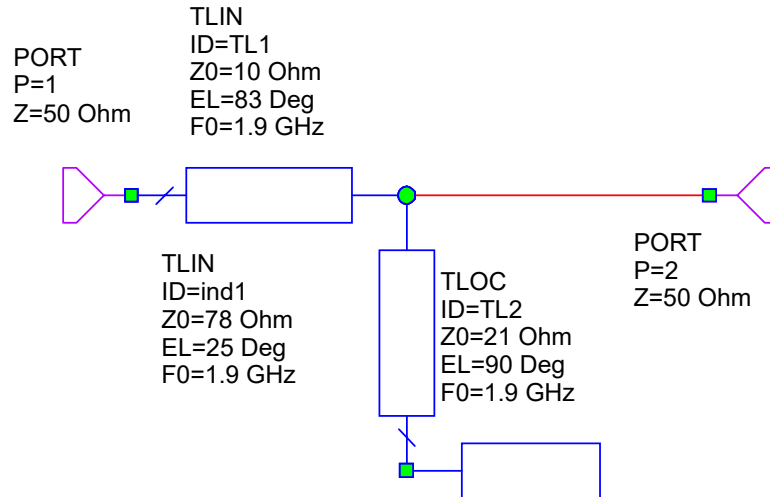 TLIN
ID=TL1
Z0=10 Ohm
EL=83 Deg
F0=1.9 GHz
PORT
P=1
Z=50 Ohm
TLIN
ID=ind1
Z0=78 Ohm
EL=25 Deg
F0=1.9 GHz
TLOC
ID=TL2
Z0=21 Ohm
EL=90 Deg
F0=1.9 GHz
PORT
P=2
Z=50 Ohm